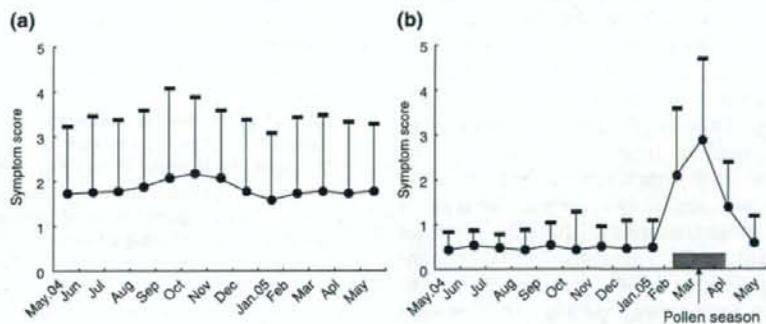 (a)
5
4
3
2
1
0
Symptom score
May.04 Jun Jul Aug Sep Oct Nov Dec Jan.05 Feb Mar Apl May
(b)
5
4
3
2
1
0
Symptom score
May.04 Jun Jul Aug Sep Oct Nov Dec Jan.05 Feb Mar Apl May
Pollen season